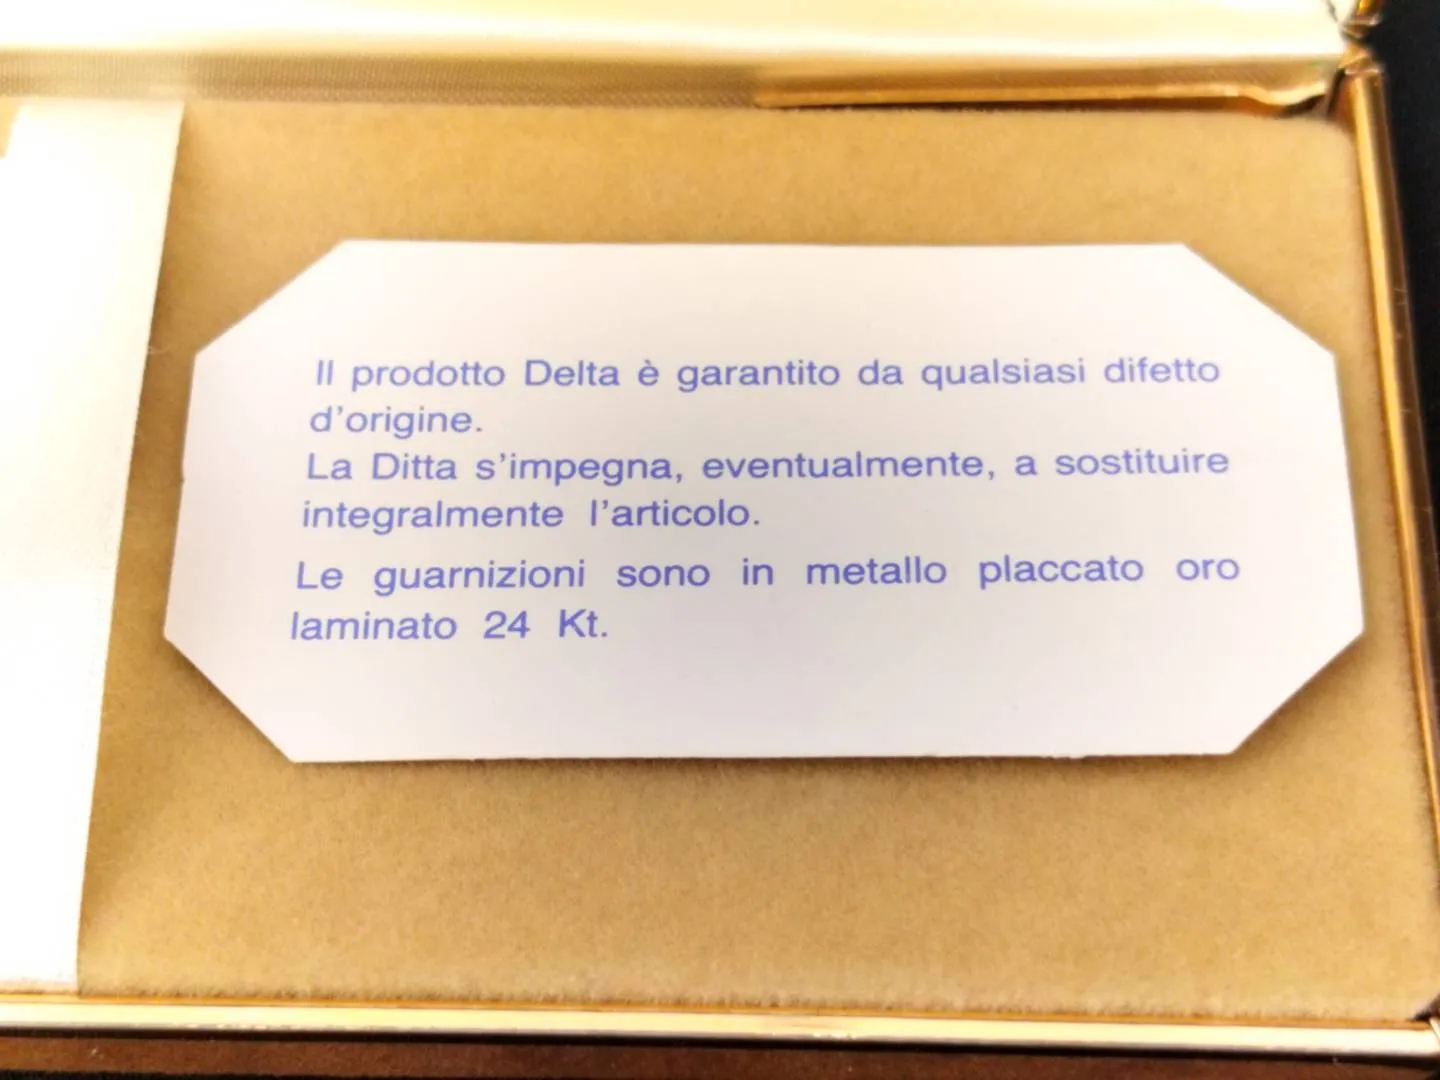 Il prodotto Delta è garantito da qualsiasi difetto
d'origine.
La Ditta s'impegna, eventualmente, a sostituire
integralmente l'articolo.
Le guarnizioni sono in metallo placcato oro
laminato 24 Kt.